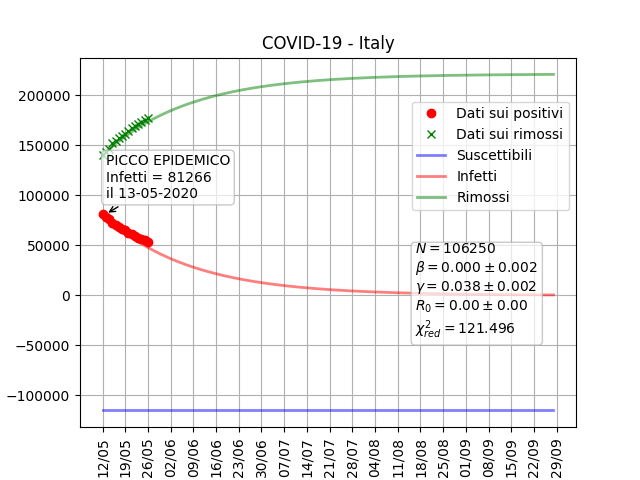 COVID-19 - Italy
200000
150000
100000
50000
0
−50000
−100000
PICCO EPIDEMICO
Infetti = 81266
il 13-05-2020
Dati sui positivi
Dati sui rimossi
Suscettibili
Infetti
Rimossi
N = 106250
β = 0.000 ± 0.002
γ = 0.038 ± 0.002
R₀ = 0.00 ± 0.00
χ²red = 121.496
12/05
19/05
26/05
02/06
09/06
16/06
23/06
30/06
07/07
14/07
21/07
28/07
04/08
11/08
18/08
25/08
01/09
08/09
15/09
22/09
29/09